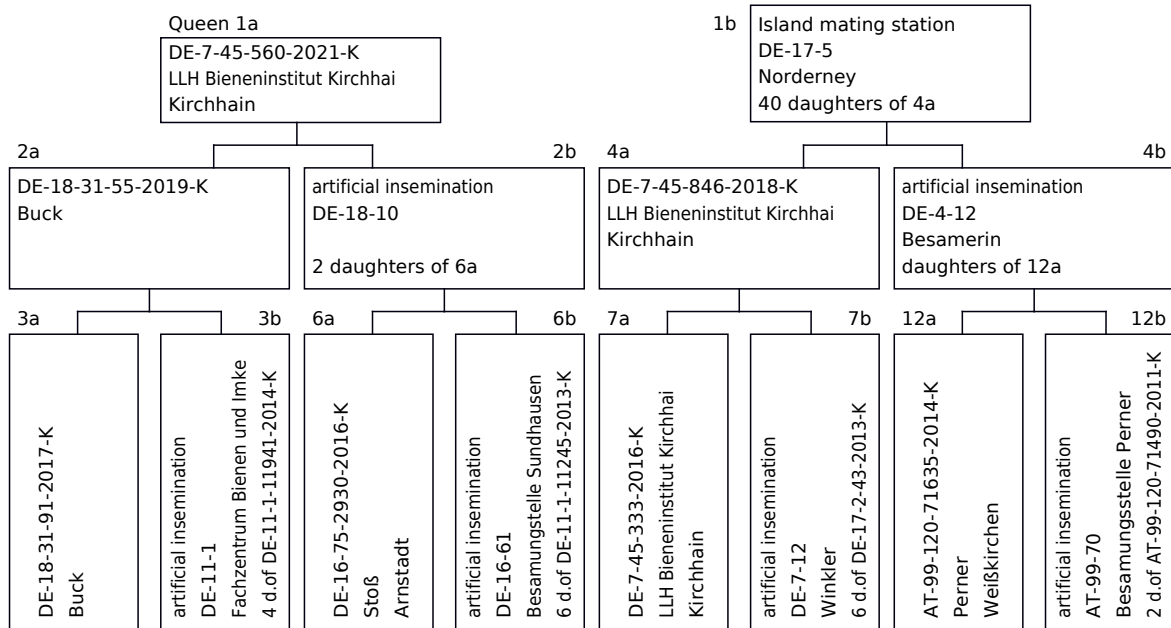 Queen 1a
DE-7-45-560-2021-K
LLH Bieneninstitut Kirchhai
Kirchhain
1b
Island mating station
DE-17-5
Norderney
40 daughters of 4a
2a
DE-18-31-55-2019-K
Buck
2b
artificial insemination
DE-18-10
2 daughters of 6a
4a
DE-7-45-846-2018-K
LLH Bieneninstitut Kirchhai
Kirchhain
4b
artificial insemination
DE-4-12
Besamerin
daughters of 12a
3a
DE-18-31-91-2017-K
Buck
3b
artificial insemination
DE-11-1
Fachzentrum Bienen und Imke
4 d.of DE-11-1-11941-2014-K
6a
DE-16-75-2930-2016-K
Stoß
Arnstadt
6b
artificial insemination
DE-16-61
Besamungstelle Sundhausen
6 d.of DE-11-1-11245-2013-K
7a
DE-7-45-333-2016-K
LLH Bieneninstitut Kirchhai
Kirchhain
7b
artificial insemination
DE-7-12
Winkler
6 d.of DE-17-2-43-2013-K
12a
AT-99-120-71635-2014-K
Perner
Weißkirchen
12b
artificial insemination
AT-99-70
Besamungsstelle Perner
2 d.of AT-99-120-71490-2011-K